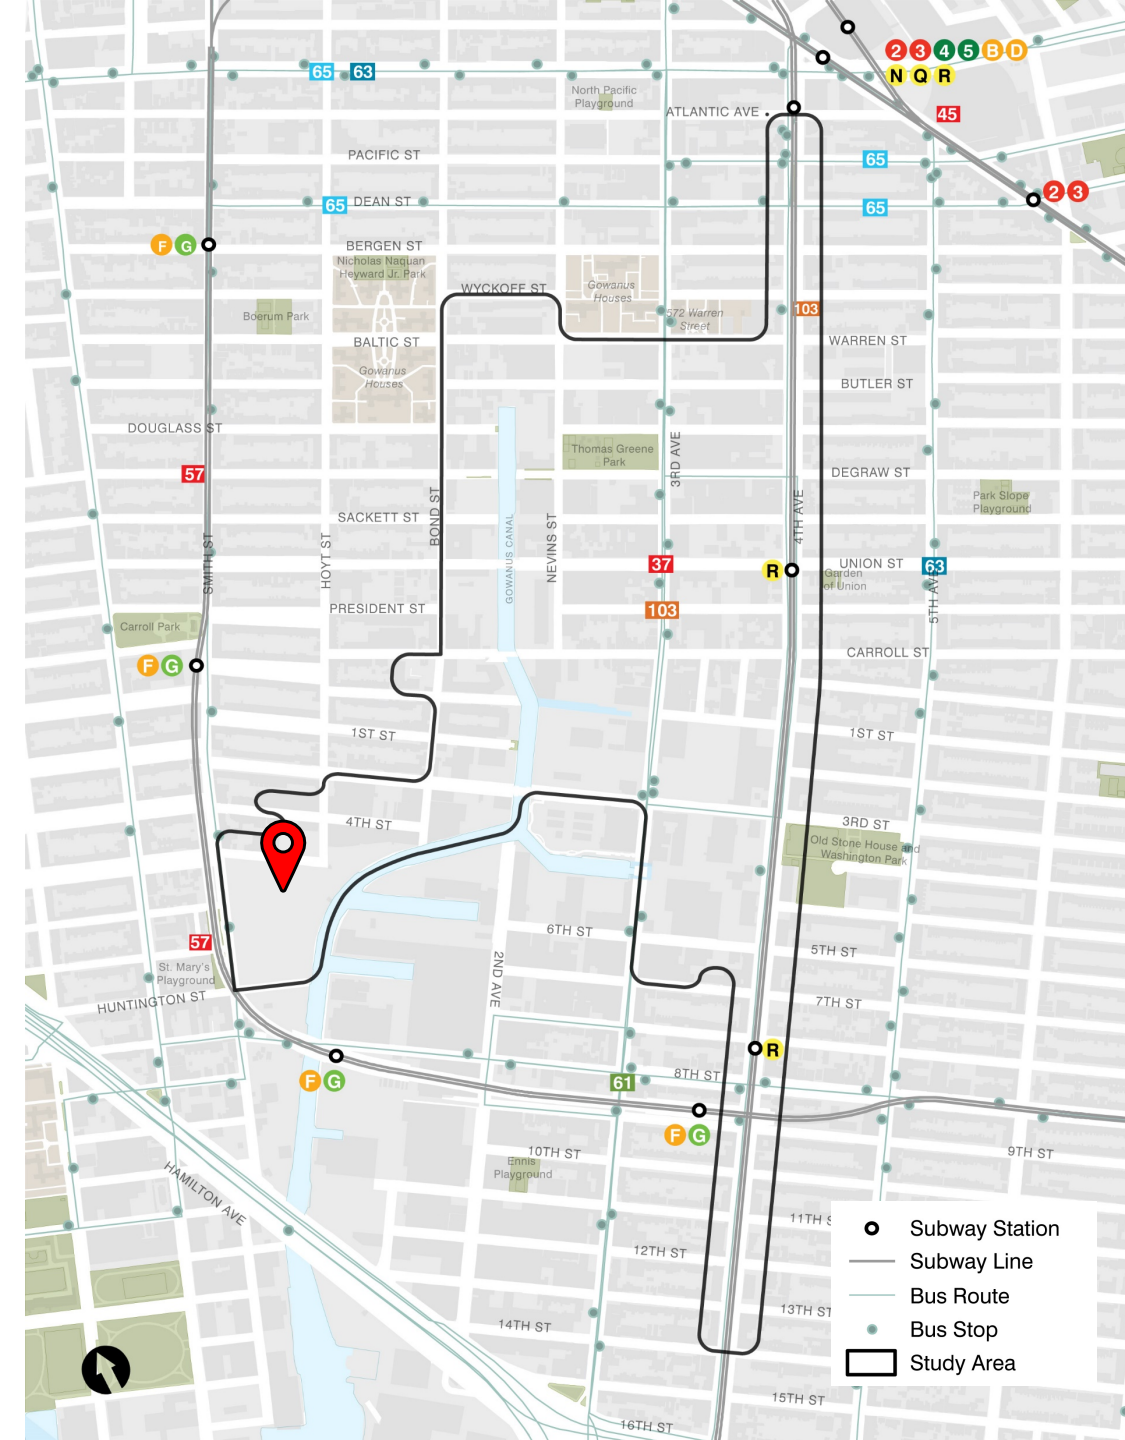 2 3 4 5 B D
65 63
N Q R
North Pacific
Playground
ATLANTIC AVE
45
PACIFIC ST
65
2 3
65 DEAN ST
65
F G
BERGEN ST
Nicholas Naquan
Heyward Jr. Park
WYCKOFF ST
Gowanus
Houses
Boerum Park
572 Warren
Street
103
BALTIC ST
WARREN ST
Gowanus
Houses
BUTLER ST
DOUGLASS ST
Thomas Greene
Park
3RD AVE
57
DEGRAW ST
BOND ST
4TH AVE
Park Slope
Playground
SACKETT ST
GOWANUS CANAL
NEVINS ST
SMITH ST
HOYT ST
37
R
UNION ST
63
Garden
of Union
5TH AVE
PRESIDENT ST
103
Carroll Park
F G
CARROLL ST
1ST ST
1ST ST
4TH ST
3RD ST
Old Stone House and
Washington Park
57
6TH ST
5TH ST
St. Mary's
Playground
2ND AVE
HUNTINGTON ST
7TH ST
R
F G
61
8TH ST
F G
10TH ST
9TH ST
Ennis
Playground
HAMILTON AVE
11TH S
12TH ST
13TH ST
14TH ST
15TH ST
16TH ST
Subway Station
Subway Line
Bus Route
Bus Stop
Study Area